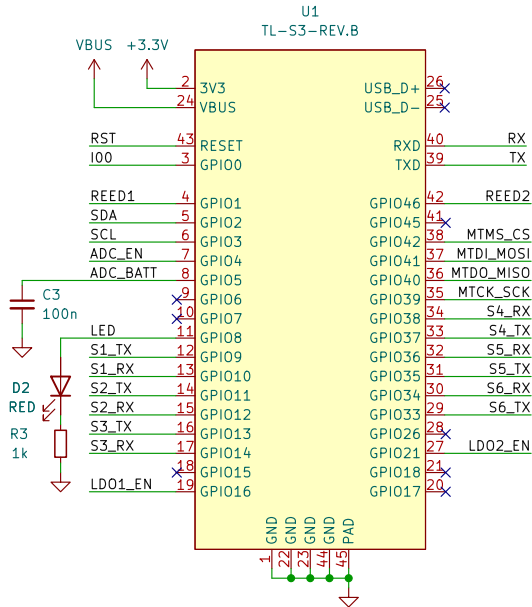 U1
TL-S3-REV.B
VBUS +3.3V
2 3V3 USB_D+ 26
24 VBUS USB_D- 25
RST 43 RESET RXD 40 RX
IO0 3 GPIO0 TXD 39 TX
REED1 4 GPIO1 GPIO46 42 REED2
SDA 5 GPIO2 GPIO45 41
SCL 6 GPIO3 GPIO42 38 MTMS_CS
ADC_EN 7 GPIO4 GPIO41 37 MTDI_MOSI
ADC_BATT 8 GPIO5 GPIO40 36 MTDO_MISO
C3 9 GPIO6 GPIO39 35 MTCK_SCK
100n 10 GPIO7 GPIO38 34 S4_RX
LED 11 GPIO8 GPIO37 33 S4_TX
S1_TX 12 GPIO9 GPIO36 32 S5_RX
S1_RX 13 GPIO10 GPIO35 31 S5_TX
D2 S2_TX 14 GPIO11 GPIO34 30 S6_RX
RED S2_RX 15 GPIO12 GPIO33 29 S6_TX
R3 S3_TX 16 GPIO13 GPIO26 28
1k S3_RX 17 GPIO14 GPIO21 27 LDO2_EN
18 GPIO15 GPIO18 21
LDO1_EN 19 GPIO16 GPIO17 20
GND GND GND GND PAD
1 22 23 44 45